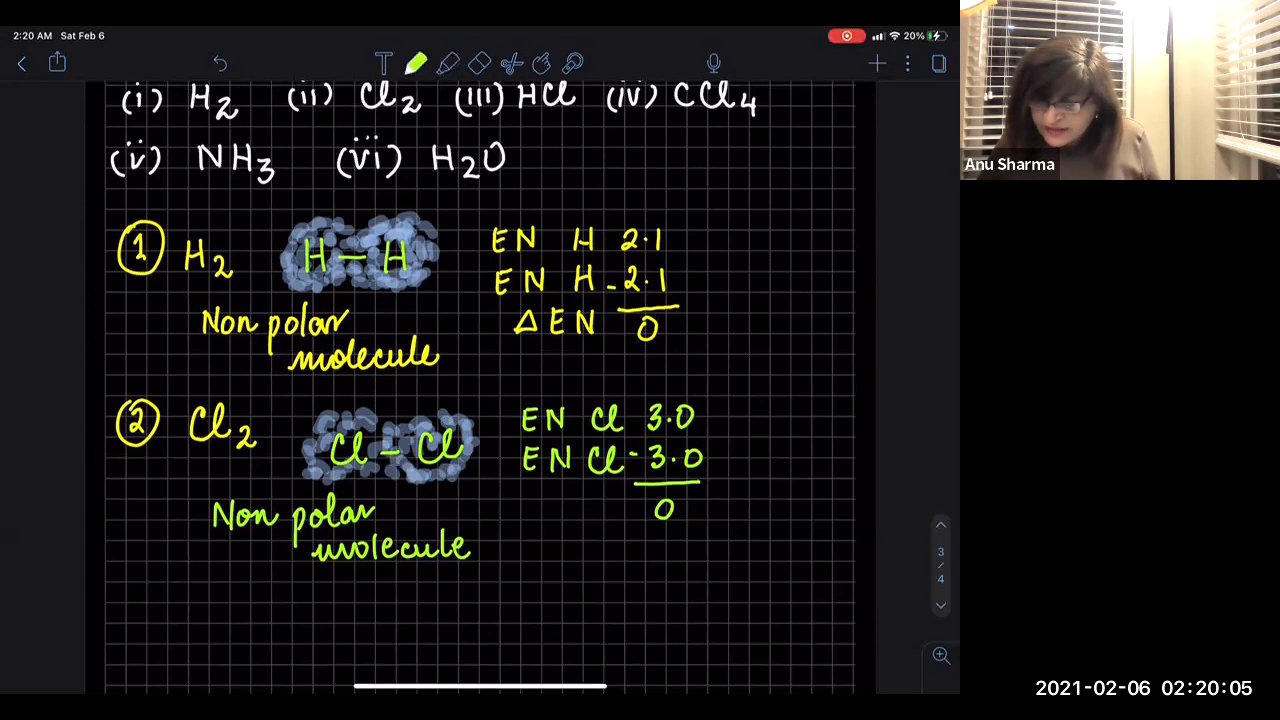 2:20 AM Sat Feb 6
20%
(i) H2 (ii) Cl2 (iii) HCl (iv) CCl4
(v) NH3 (vi) H2O
Anu Sharma
1 H2 H–H
EN H 2.1
EN H -2.1
ΔEN 0
Non polar
molecule
2 Cl2 Cl–Cl
EN Cl 3.0
EN Cl -3.0
0
Non polar
molecule
3
/
4
2021-02-06 02:20:05